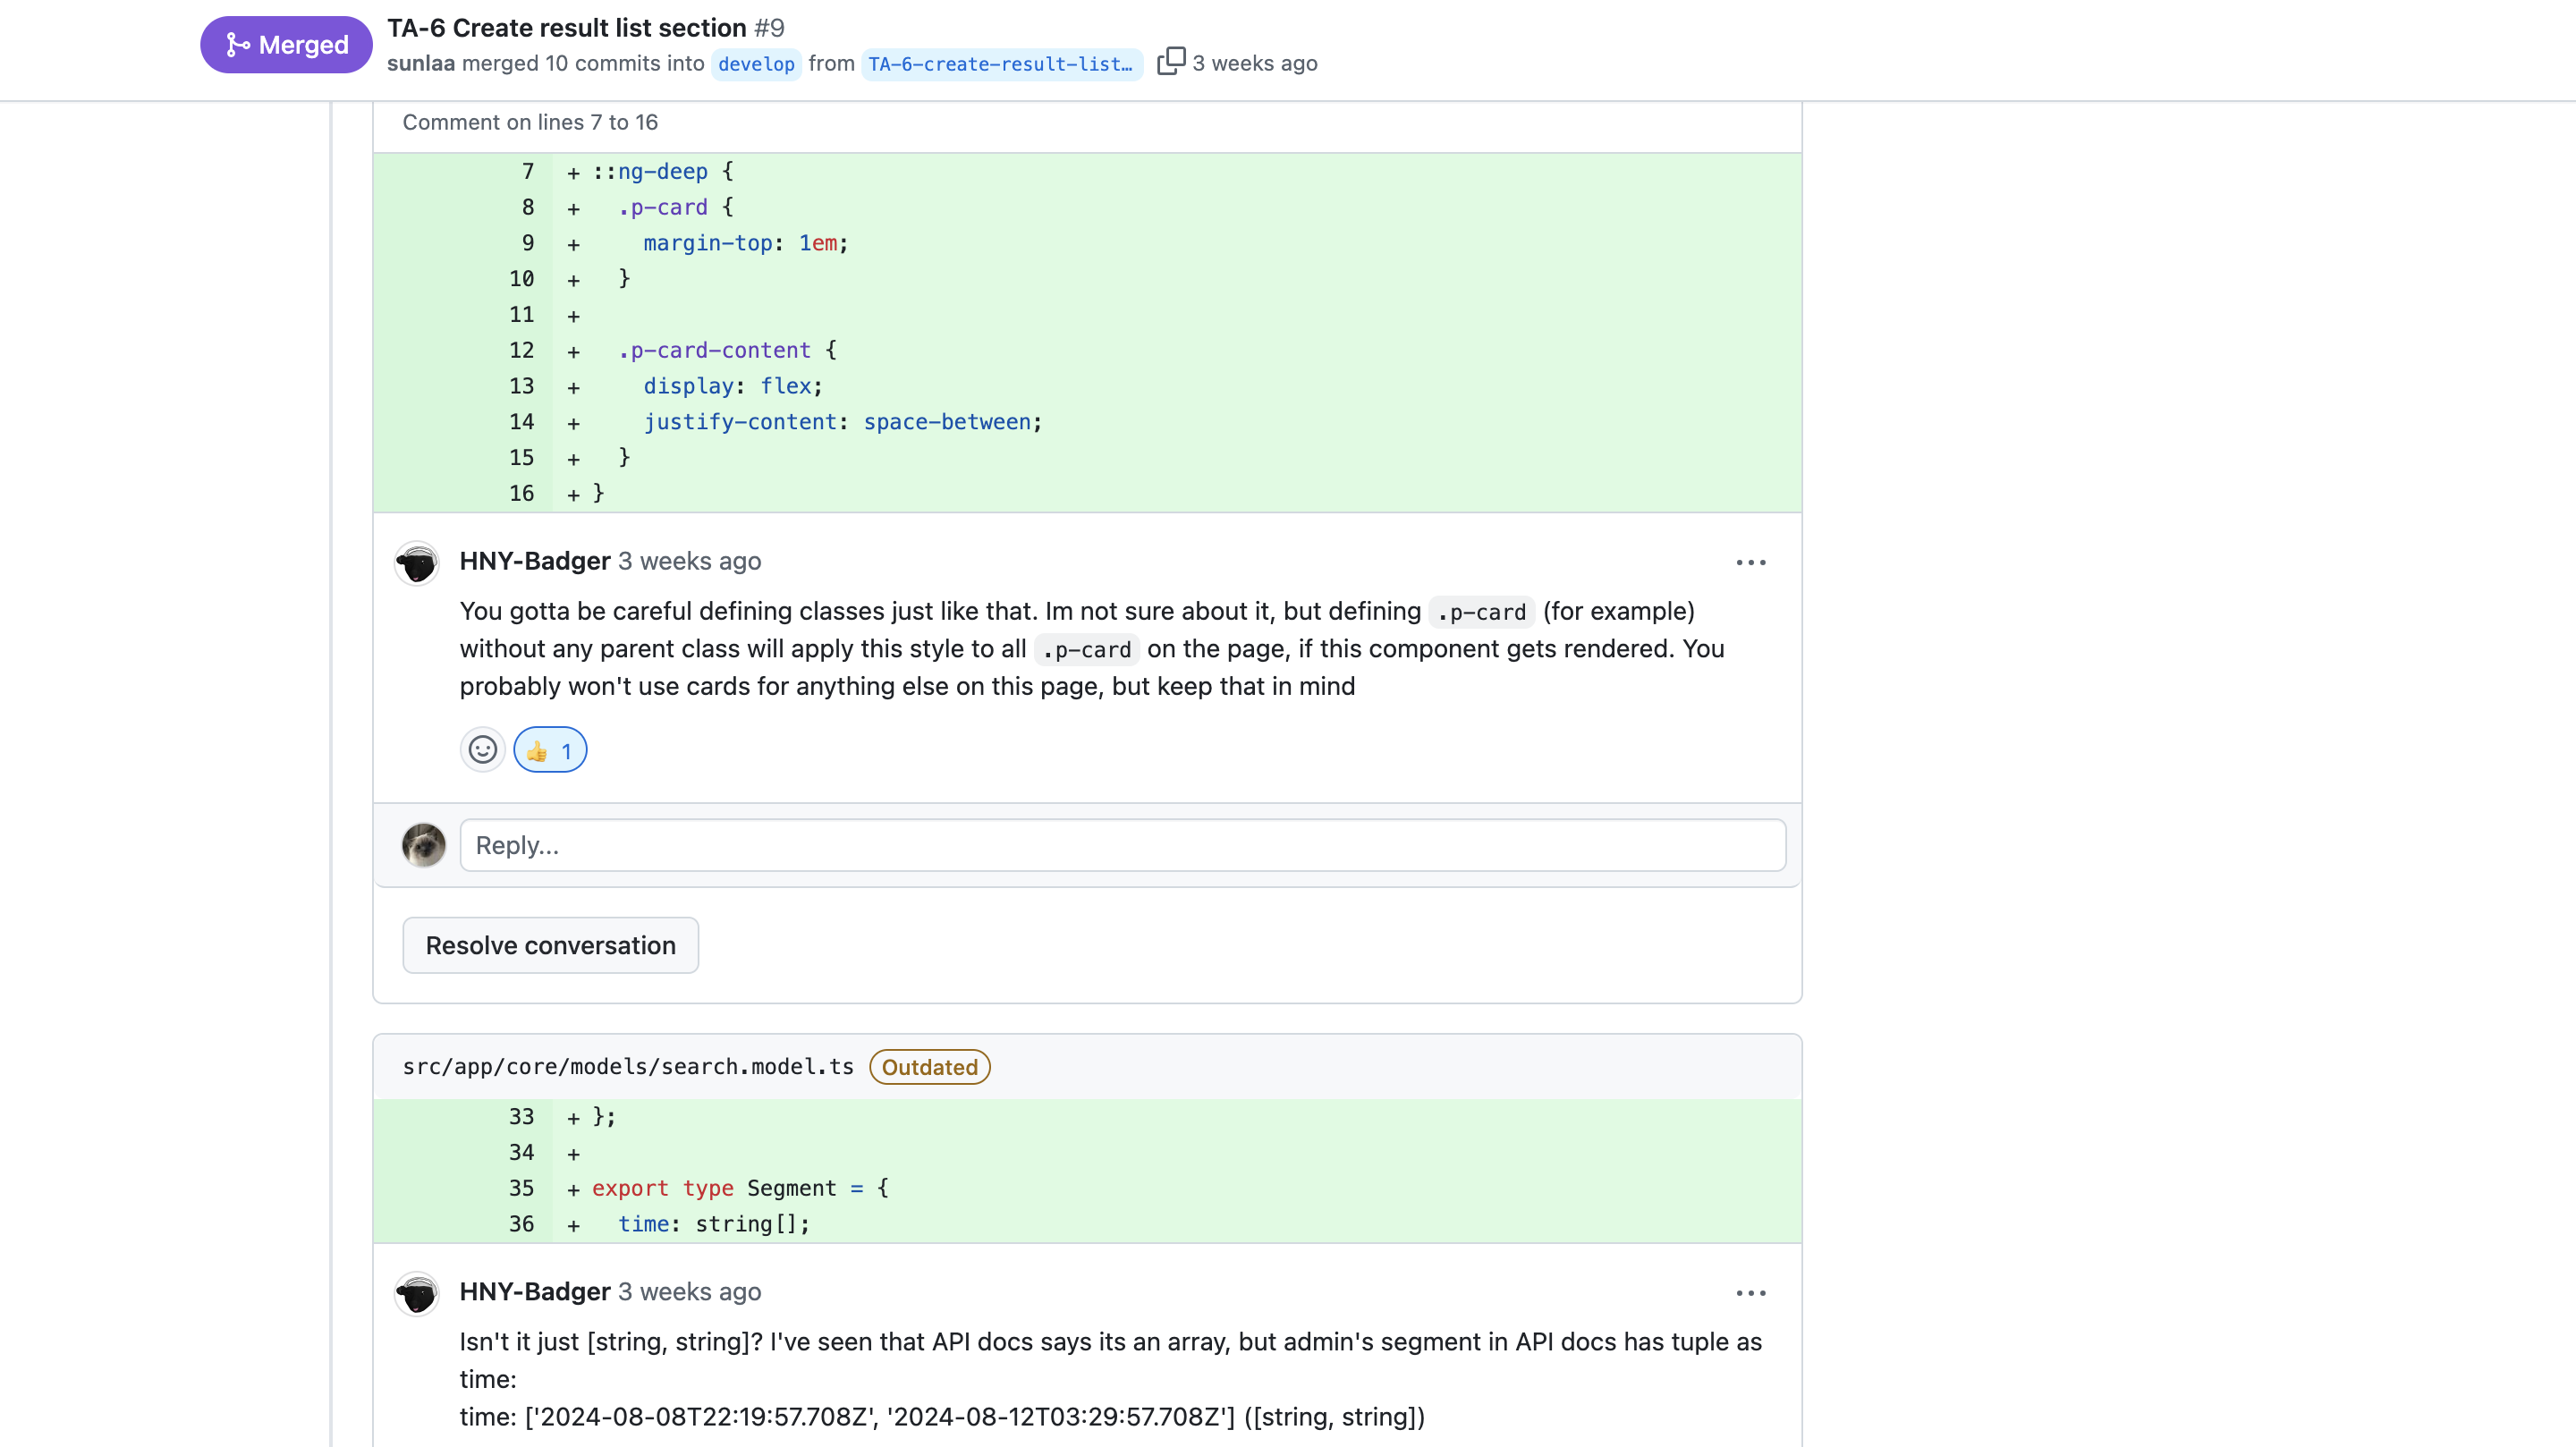 Merged
TA-6 Create result list section #9
sunlaa merged 10 commits into develop from TA-6-create-result-list… 3 weeks ago
Comment on lines 7 to 16
7 + ::ng-deep {
8 +   .p-card {
9 +     margin-top: 1em;
10 +   }
11 +
12 +   .p-card-content {
13 +     display: flex;
14 +     justify-content: space-between;
15 +   }
16 + }
HNY-Badger 3 weeks ago
You gotta be careful defining classes just like that. Im not sure about it, but defining .p-card (for example)
without any parent class will apply this style to all .p-card on the page, if this component gets rendered. You
probably won't use cards for anything else on this page, but keep that in mind
👍 1
Reply...
Resolve conversation
src/app/core/models/search.model.ts Outdated
33 + };
34 +
35 + export type Segment = {
36 +   time: string[];
HNY-Badger 3 weeks ago
Isn't it just [string, string]? I've seen that API docs says its an array, but admin's segment in API docs has tuple as
time:
time: ['2024-08-08T22:19:57.708Z', '2024-08-12T03:29:57.708Z'] ([string, string])